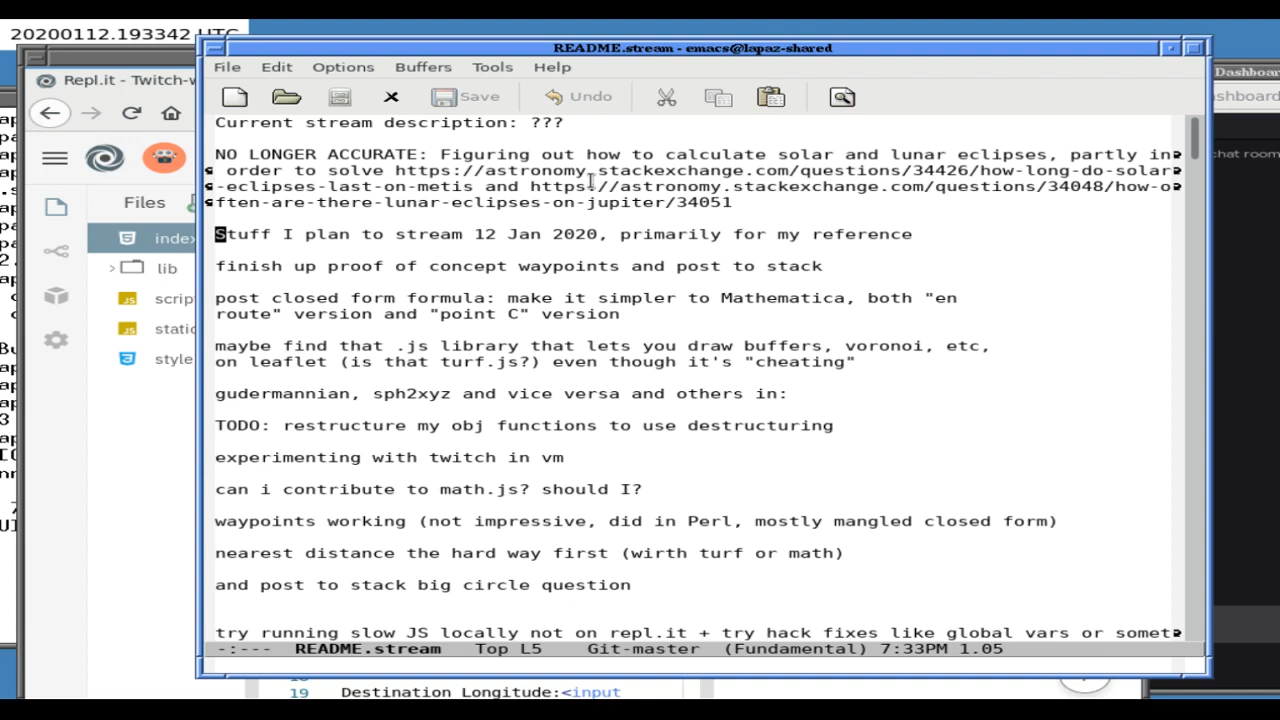 20200112.193342 UTC
README.stream - emacs@lapaz-shared
Dashboar
shboard
Repl.it - Twitch-w
File Edit Options Buffers Tools Help
Save Undo
chat room
Files
index
lib
scrip
static
style
Current stream description: ???
NO LONGER ACCURATE: Figuring out how to calculate solar and lunar eclipses, partly in
order to solve https://astronomy.stackexchange.com/questions/34426/how-long-do-solar
-eclipses-last-on-metis and https://astronomy.stackexchange.com/questions/34048/how-o
ften-are-there-lunar-eclipses-on-jupiter/34051
Stuff I plan to stream 12 Jan 2020, primarily for my reference
finish up proof of concept waypoints and post to stack
post closed form formula: make it simpler to Mathematica, both "en
route" version and "point C" version
maybe find that .js library that lets you draw buffers, voronoi, etc,
on leaflet (is that turf.js?) even though it's "cheating"
gudermannian, sph2xyz and vice versa and others in:
TODO: restructure my obj functions to use destructuring
experimenting with twitch in vm
can i contribute to math.js? should I?
waypoints working (not impressive, did in Perl, mostly mangled closed form)
nearest distance the hard way first (wirth turf or math)
and post to stack big circle question
try running slow JS locally not on repl.it + try hack fixes like global vars or somet
-:--- README.stream Top L5 Git-master (Fundamental) 7:33PM 1.05
19 Destination Longitude:<input